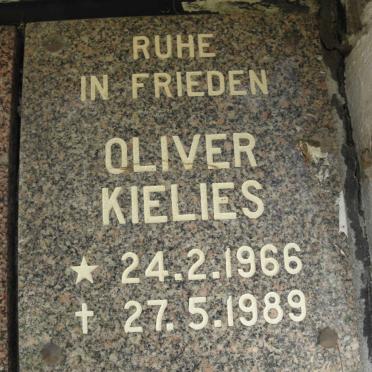 RUHE
IN FRIEDEN
OLIVER
KIELIES
★ 24.2.1966
✝ 27.5.1989